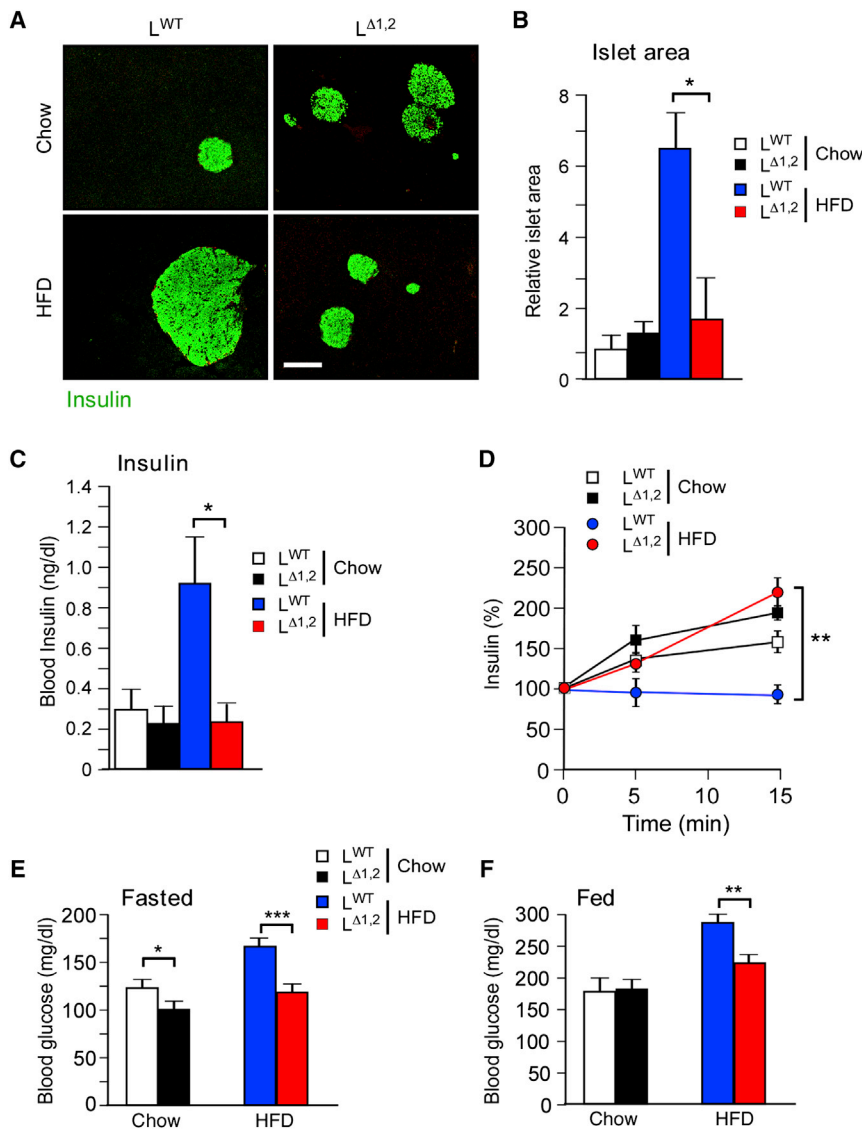 A
L^WT
L^Δ1,2
Chow
HFD
Insulin
B
Islet area
Relative islet area
8
6
4
2
1
0
*
L^WT
L^Δ1,2
Chow
L^WT
L^Δ1,2
HFD
C
Insulin
Blood Insulin (ng/dl)
1.4
1.2
1.0
0.8
0.6
0.4
0.2
0
*
L^WT
L^Δ1,2
Chow
L^WT
L^Δ1,2
HFD
D
L^WT
L^Δ1,2
Chow
L^WT
L^Δ1,2
HFD
Insulin (%)
300
250
200
150
100
50
0
0 5 10 15
Time (min)
**
E
Fasted
L^WT
L^Δ1,2
Chow
L^WT
L^Δ1,2
HFD
Blood glucose (mg/dl)
200
150
100
50
0
*
***
Chow HFD
F
Fed
Blood glucose (mg/dl)
300
250
200
150
200
50
0
**
Chow HFD